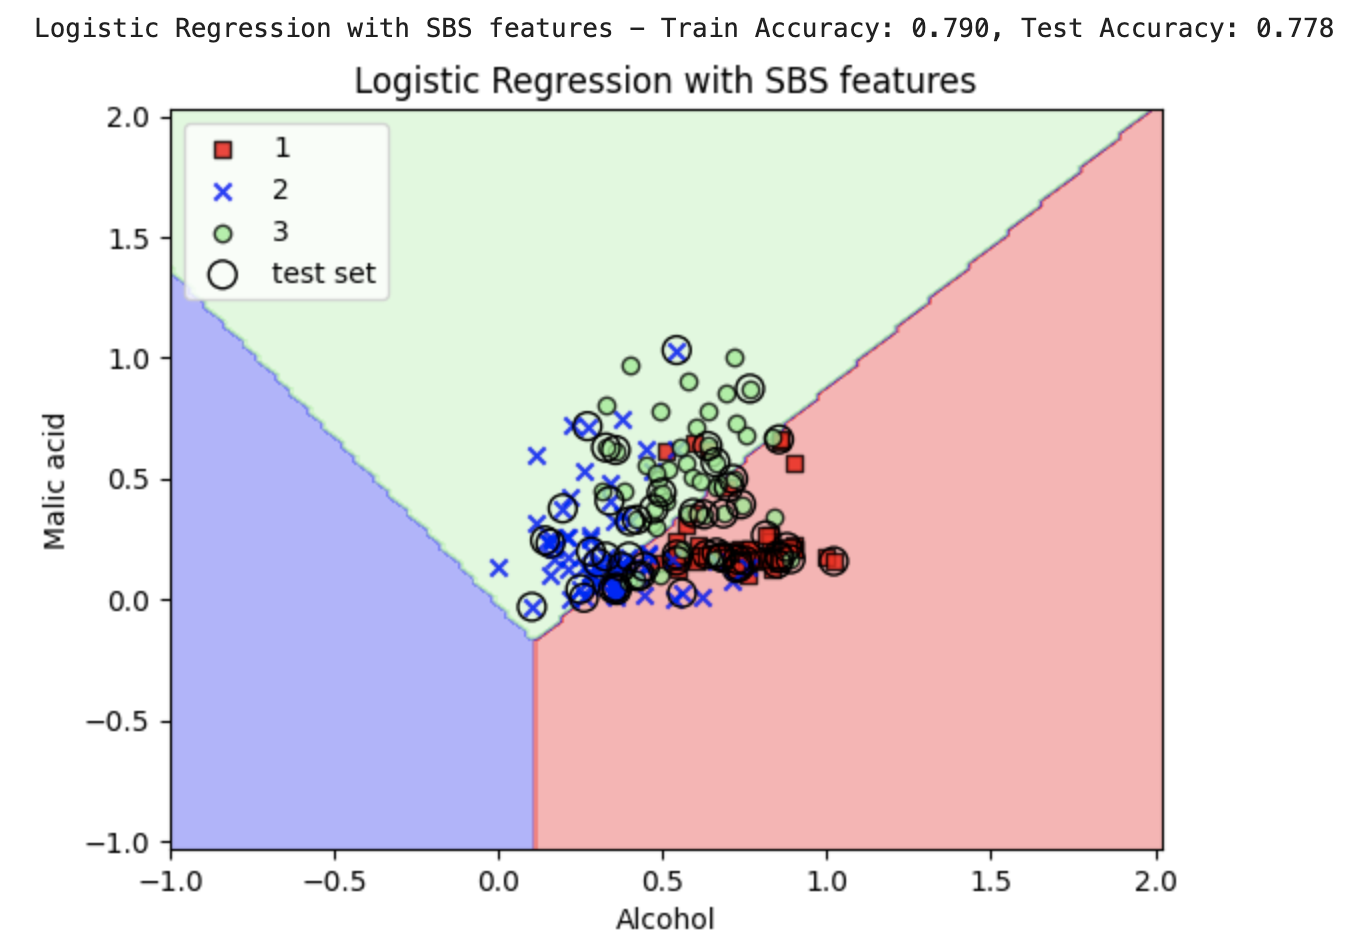 Logistic Regression with SBS features – Train Accuracy: 0.790, Test Accuracy: 0.778
Logistic Regression with SBS features
2.0
1.5
1.0
0.5
0.0
−0.5
−1.0
Malic acid
1
2
3
test set
−1.0 −0.5 0.0 0.5 1.0 1.5 2.0
Alcohol